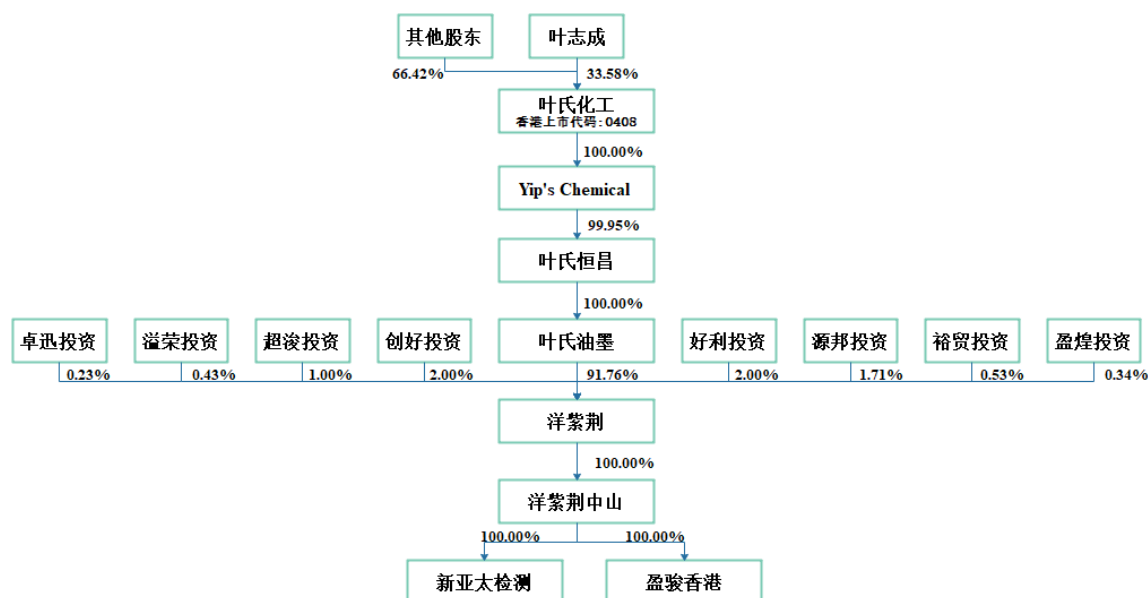 其他股东
叶志成
66.42%
33.58%
叶氏化工
香港上市代码:0408
100.00%
Yip's Chemical
99.95%
叶氏恒昌
100.00%
卓迅投资
溢荣投资
超浚投资
创好投资
叶氏油墨
好利投资
源邦投资
裕贸投资
盈煌投资
0.23%
0.43%
1.00%
2.00%
91.76%
2.00%
1.71%
0.53%
0.34%
洋紫荆
100.00%
洋紫荆中山
100.00%
100.00%
新亚太检测
盈骏香港